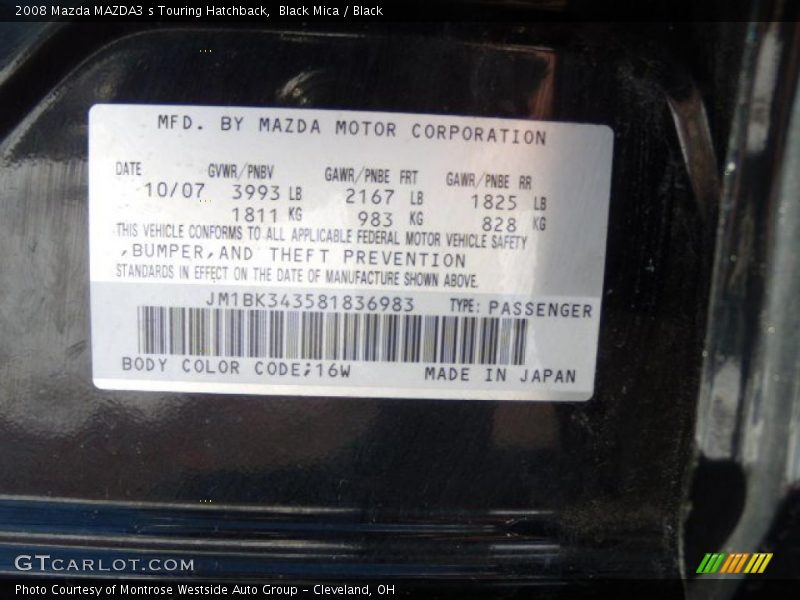 2008 Mazda MAZDA3 s Touring Hatchback,  Black Mica / Black
MFD. BY MAZDA MOTOR CORPORATION
DATE GVWR/PNBV GAWR/PNBE FRT GAWR/PNBE RR
10/07 3993 LB 2167 LB 1825 LB
1811 KG 983 KG 828 KG
THIS VEHICLE CONFORMS TO ALL APPLICABLE FEDERAL MOTOR VEHICLE SAFETY
,BUMPER,AND THEFT PREVENTION
STANDARDS IN EFFECT ON THE DATE OF MANUFACTURE SHOWN ABOVE.
JM1BK343581836983 TYPE: PASSENGER
BODY COLOR CODE;16W MADE IN JAPAN
GTCARLOT.COM
Photo Courtesy of Montrose Westside Auto Group - Cleveland, OH